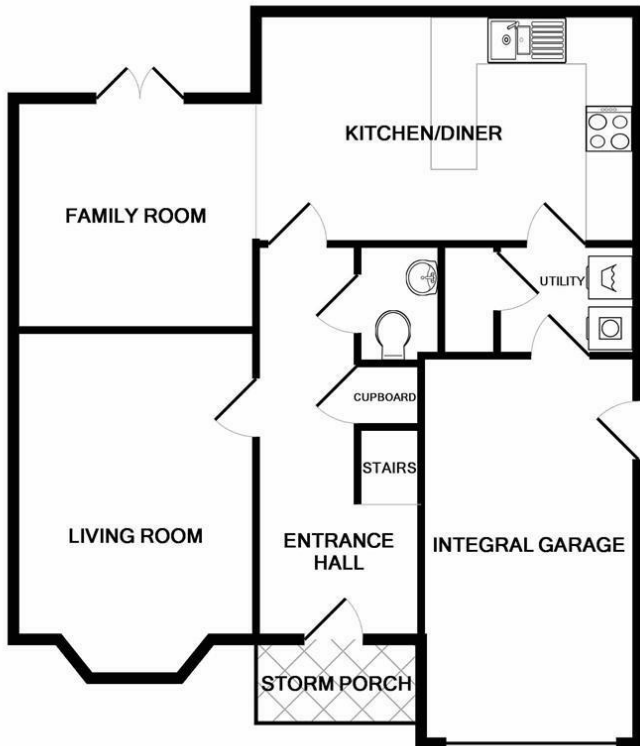 KITCHEN/DINER
FAMILY ROOM
UTILITY
CUPBOARD
STAIRS
LIVING ROOM
ENTRANCE
HALL
INTEGRAL GARAGE
STORM PORCH